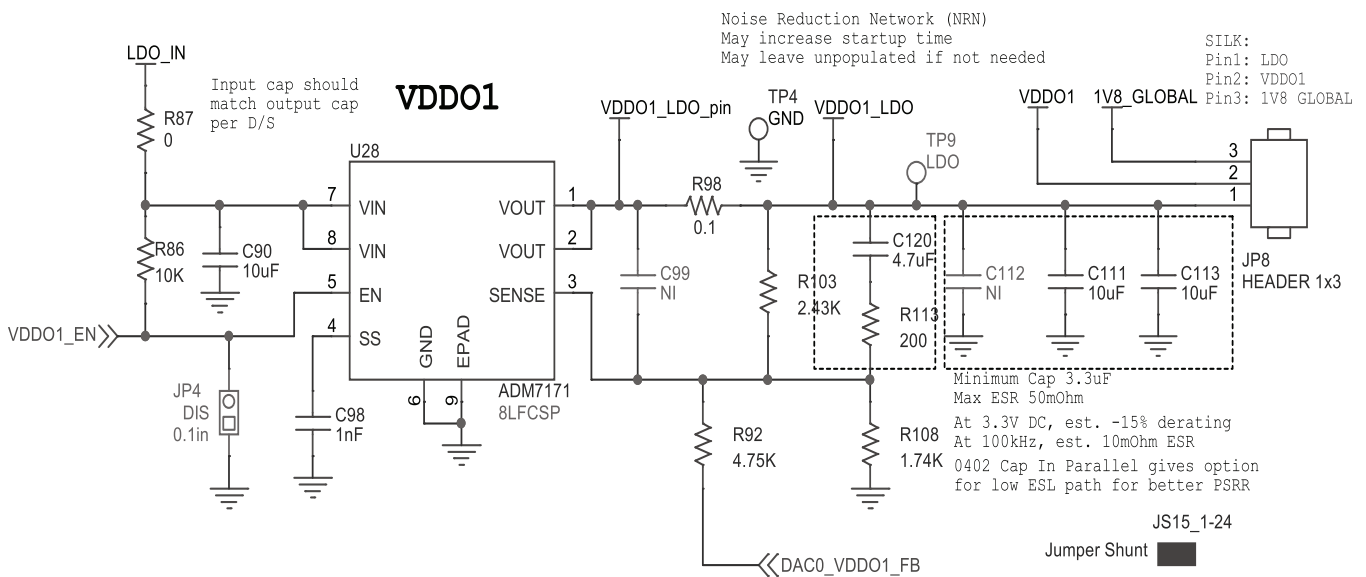 Noise Reduction Network (NRN)
May increase startup time
May leave unpopulated if not needed
SILK:
Pin1: LDO
Pin2: VDDO1
Pin3: 1V8 GLOBAL
LDO_IN
Input cap should
match output cap
per D/S
VDDO1
R87
0
U28
VDDO1_LDO_pin
TP4
GND
VDDO1_LDO
TP9
LDO
VDDO1
1V8_GLOBAL
3
2
1
JP8
HEADER 1x3
7
VIN
8
VIN
5
EN
4
SS
VOUT
1
VOUT
2
SENSE
3
GND
EPAD
6
9
ADM7171
8LFCSP
R86
10K
C90
10uF
VDDO1_EN
JP4
DIS
0.1in
C98
1nF
R98
0.1
C99
NI
R103
2.43K
C120
4.7uF
R113
200
C112
NI
C111
10uF
C113
10uF
R92
4.75K
R108
1.74K
Minimum Cap 3.3uF
Max ESR 50mOhm
At 3.3V DC, est. -15% derating
At 100kHz, est. 10mOhm ESR
0402 Cap In Parallel gives option
for low ESL path for better PSRR
JS15_1-24
Jumper Shunt
DAC0_VDDO1_FB